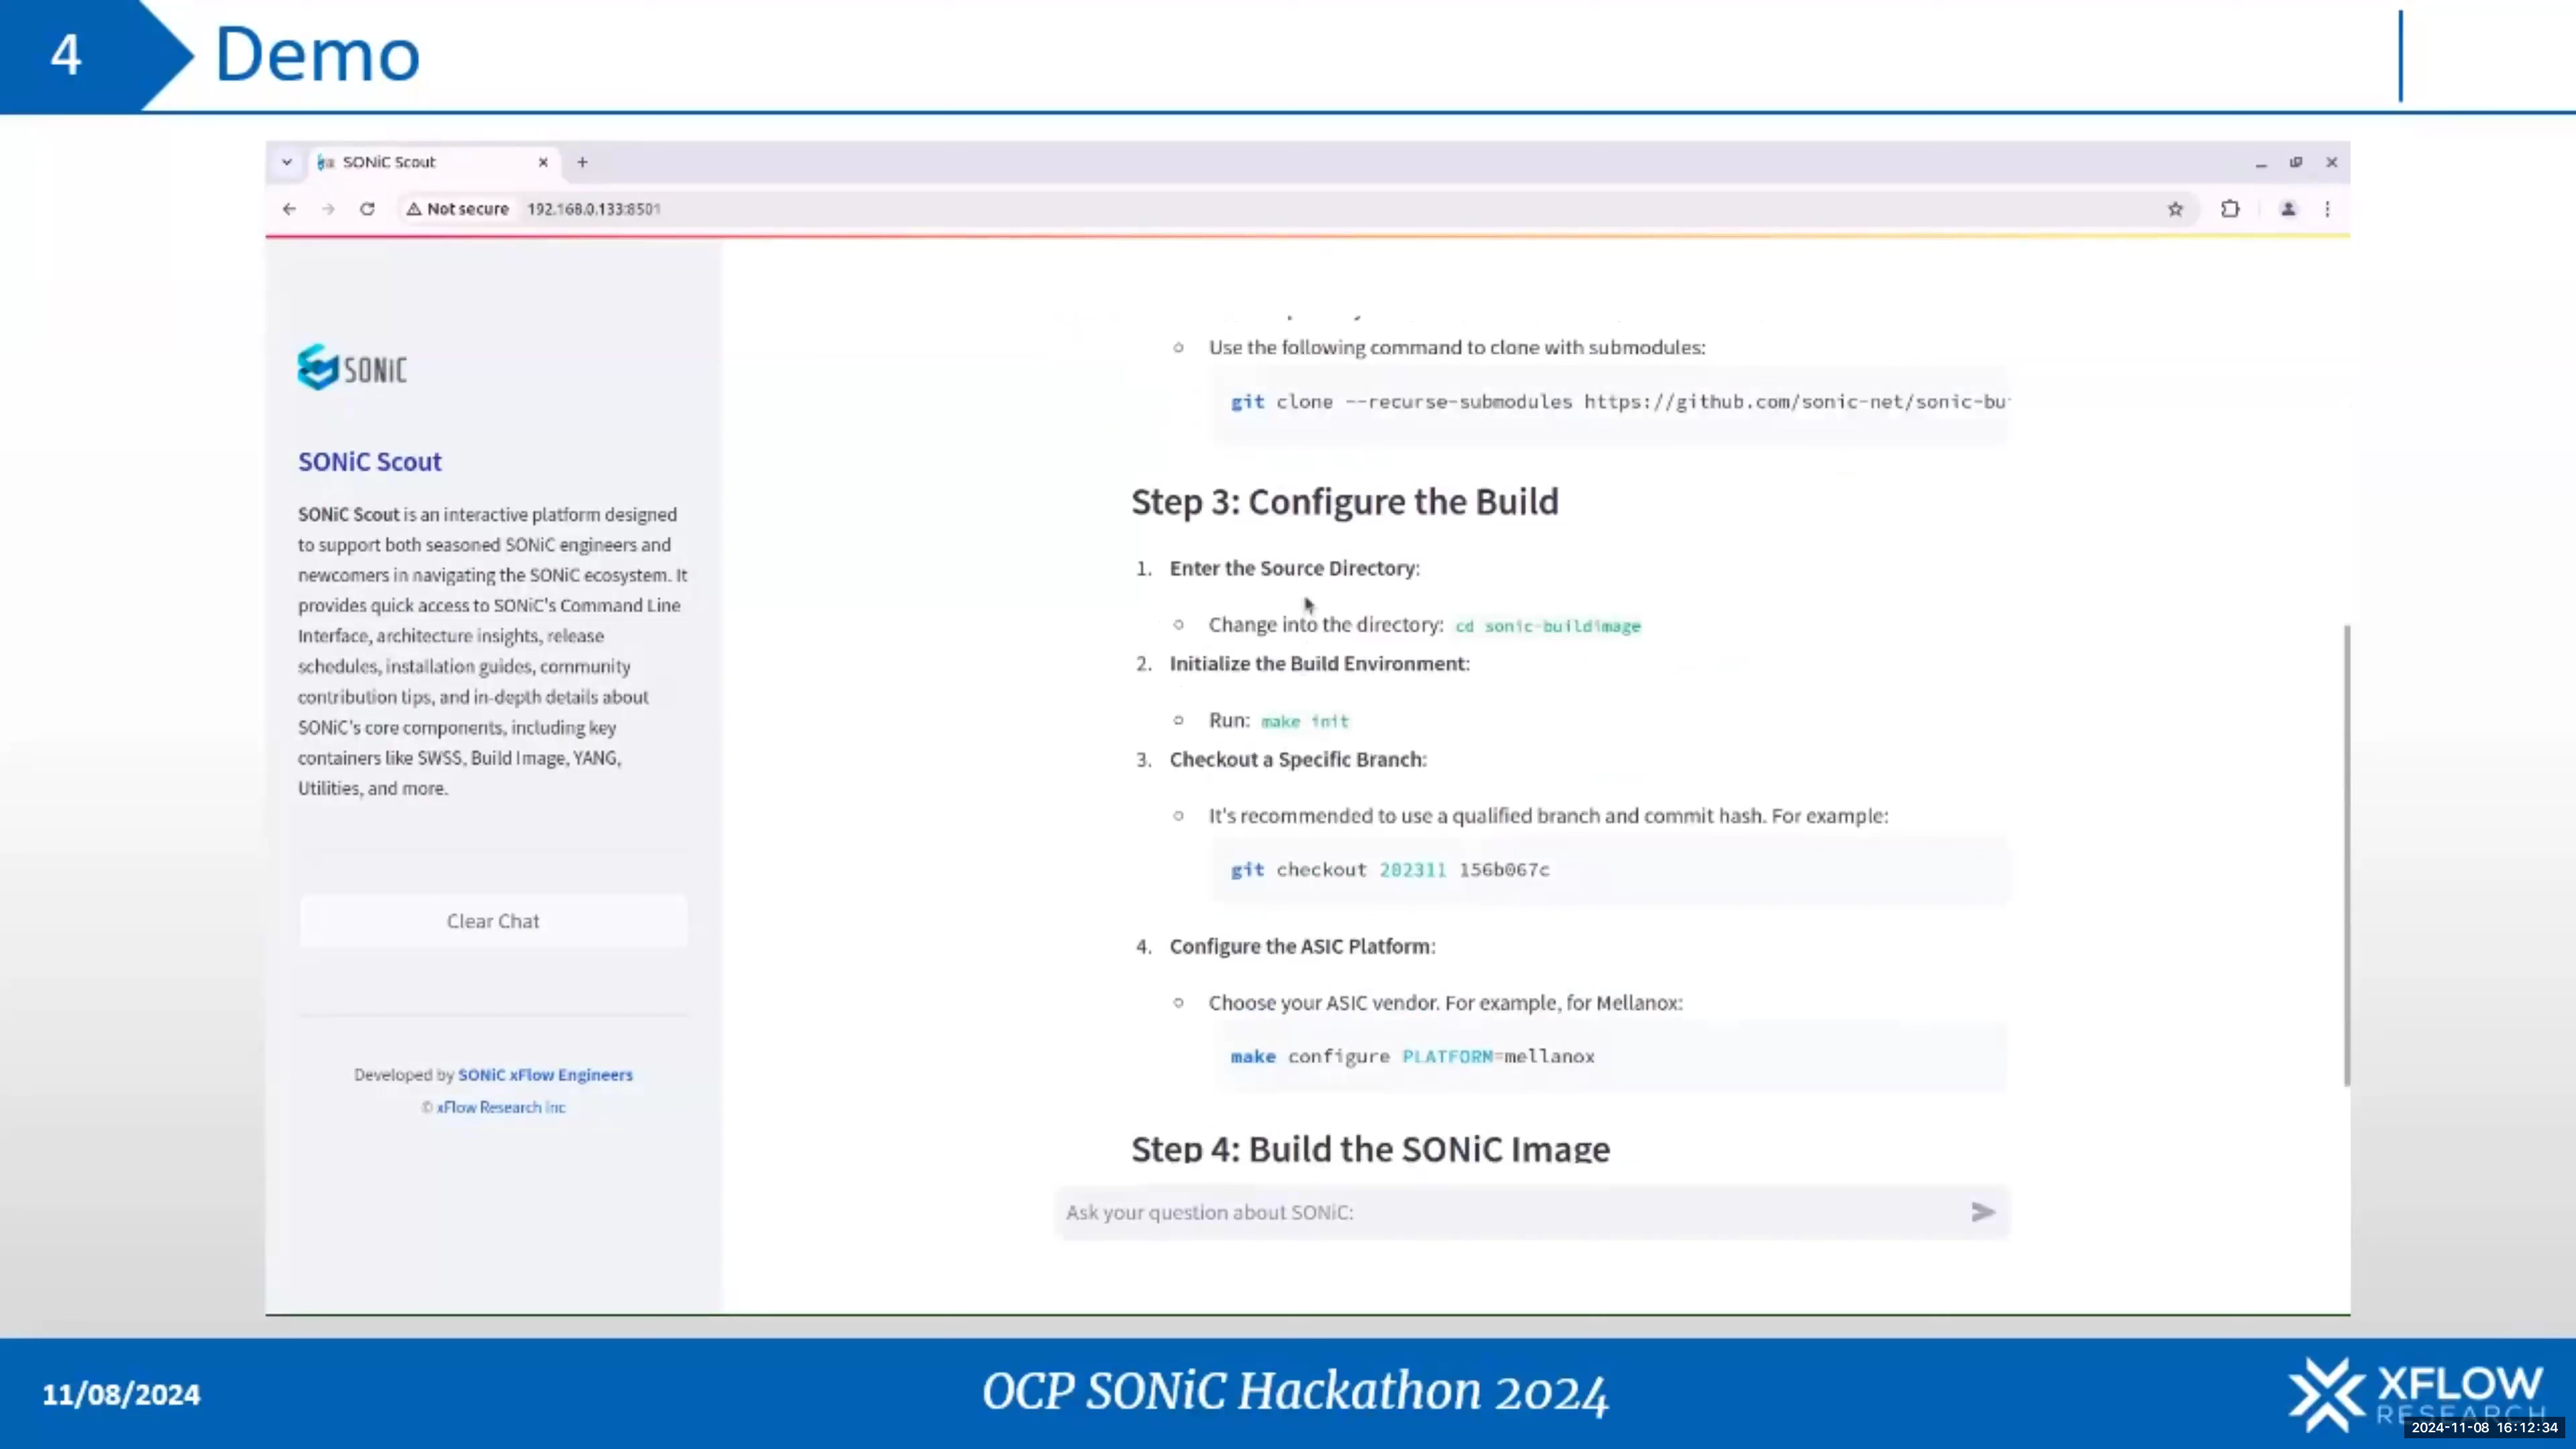 4
Demo
SONiC Scout
Not secure
192.168.0.133:8501
SONiC
SONiC Scout
SONiC Scout is an interactive platform designed
to support both seasoned SONiC engineers and
newcomers in navigating the SONiC ecosystem. It
provides quick access to SONiC's Command Line
Interface, architecture insights, release
schedules, installation guides, community
contribution tips, and in-depth details about
SONiC's core components, including key
containers like SWSS, Build Image, YANG,
Utilities, and more.
Clear Chat
Developed by SONiC xFlow Engineers
© xFlow Research Inc
Use the following command to clone with submodules:
git clone --recurse-submodules https://github.com/sonic-net/sonic-bu
Step 3: Configure the Build
1. Enter the Source Directory:
Change into the directory: cd sonic-buildimage
2. Initialize the Build Environment:
Run: make init
3. Checkout a Specific Branch:
It's recommended to use a qualified branch and commit hash. For example:
git checkout 202311 156b067c
4. Configure the ASIC Platform:
Choose your ASIC vendor. For example, for Mellanox:
make configure PLATFORM=mellanox
Step 4: Build the SONiC Image
Ask your question about SONiC:
11/08/2024
OCP SONiC Hackathon 2024
XFLOW
RESEARCH
2024-11-08 16:12:34